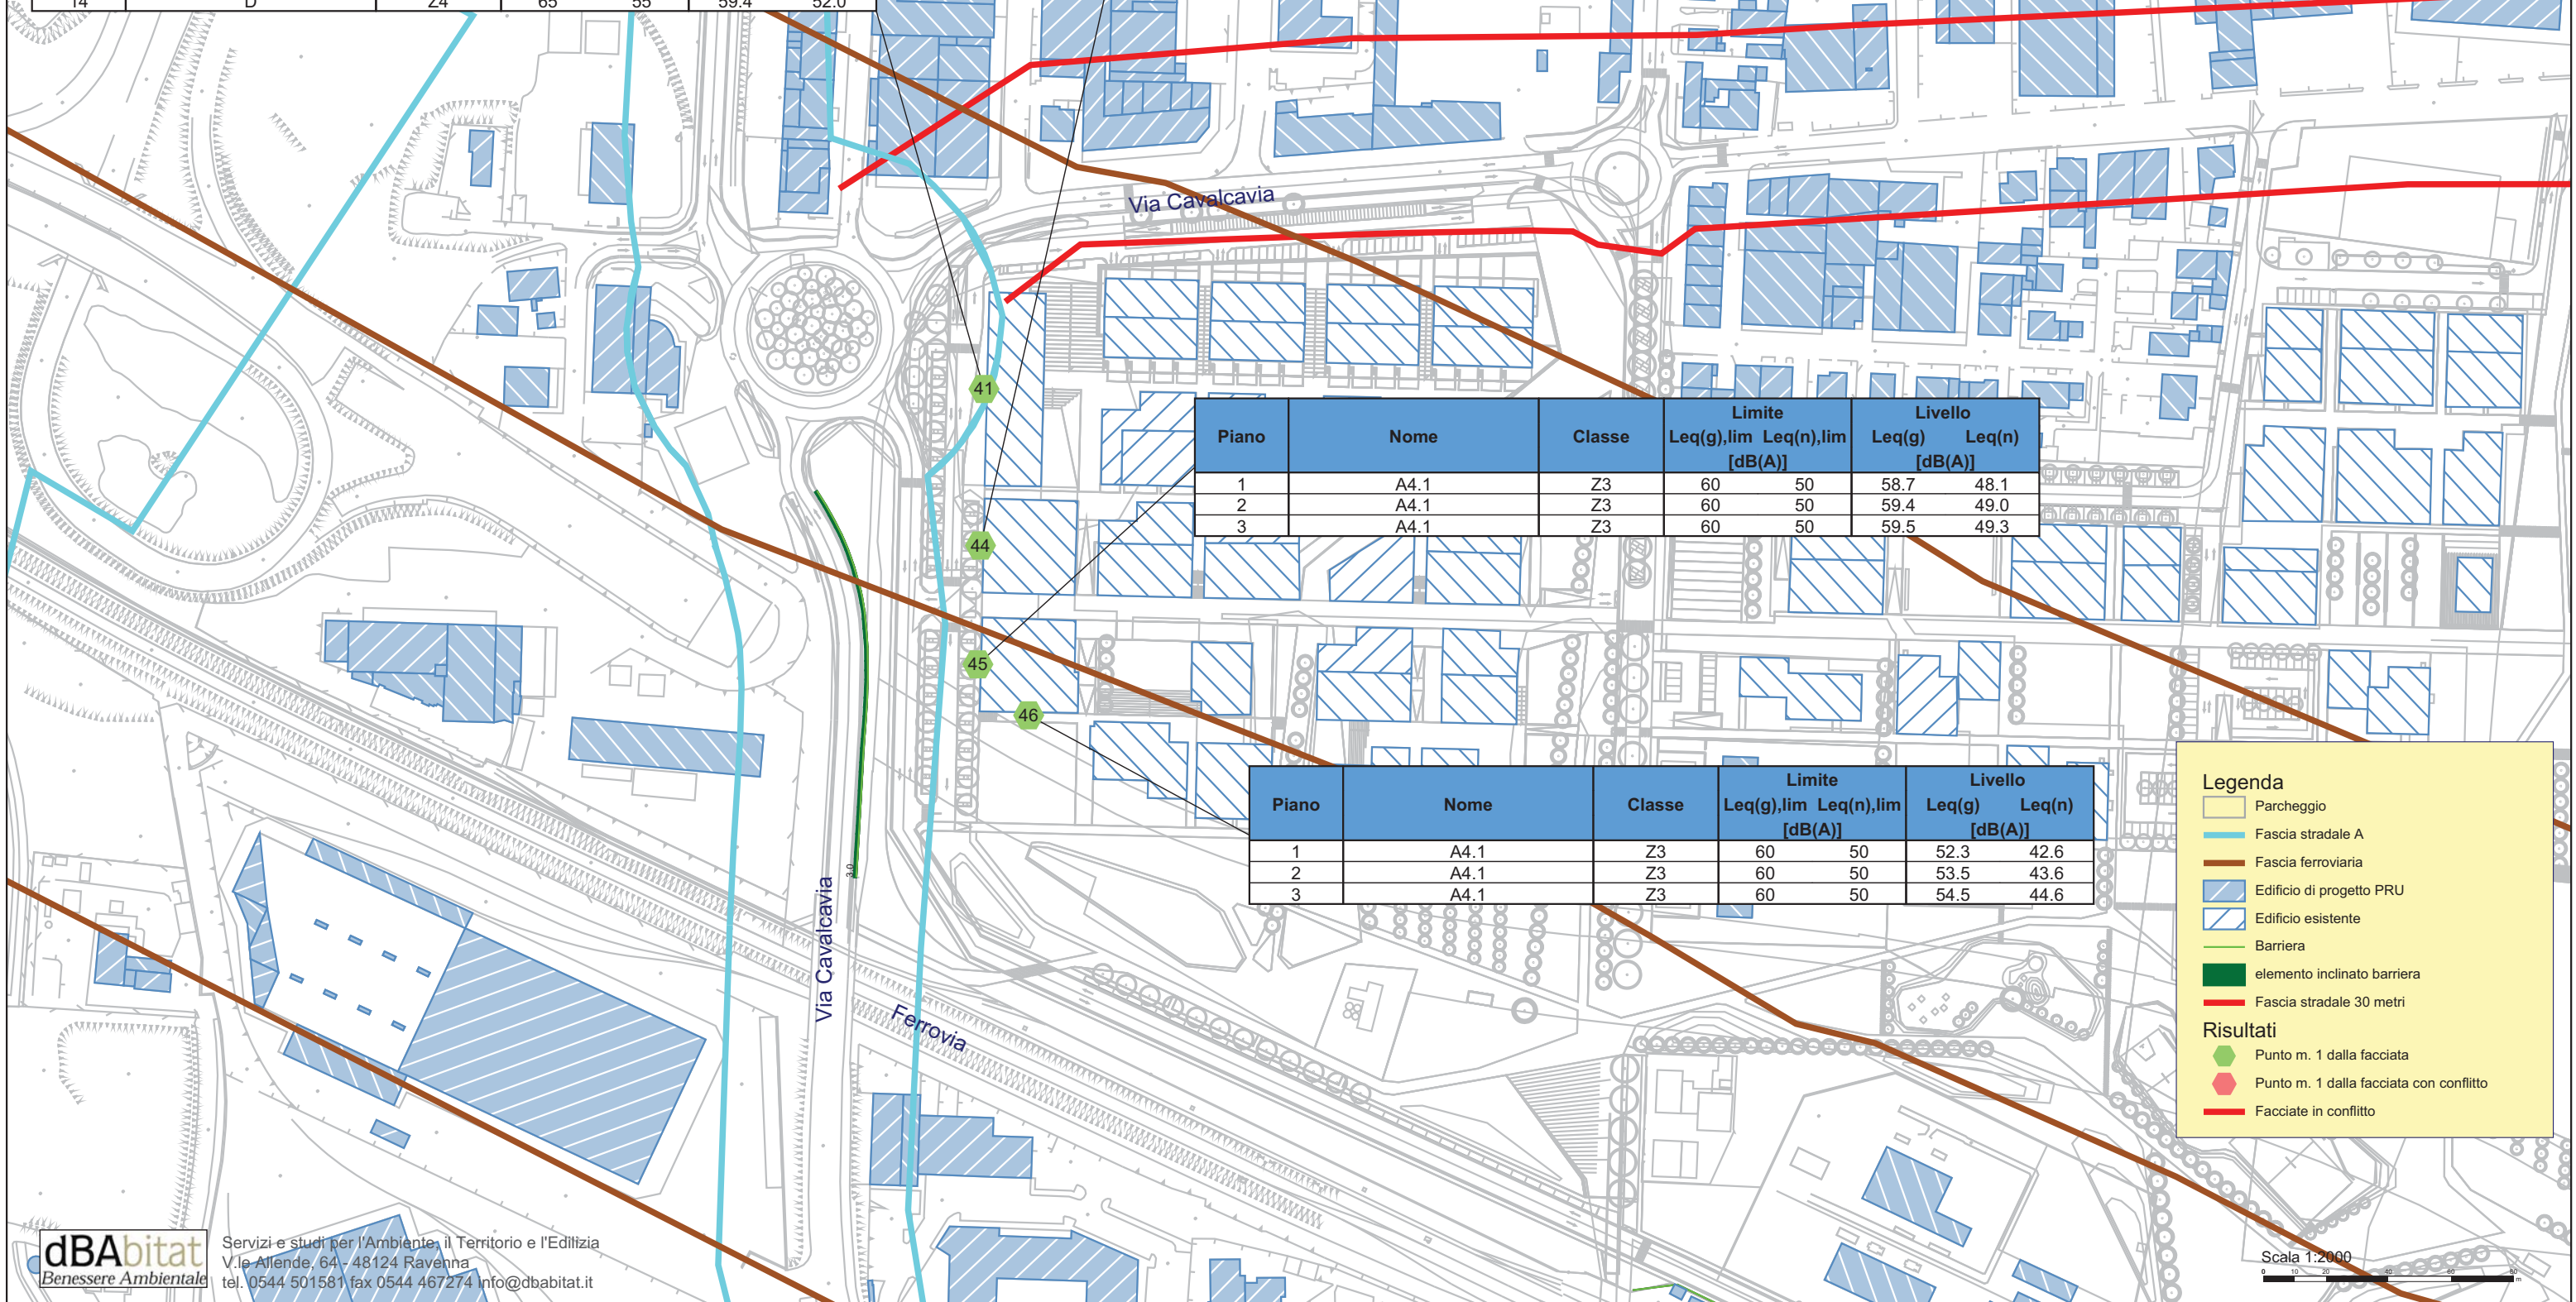 14 D Z4 65 55 59.4 52.0
Via Cavalcavia
41
Piano Nome Classe Limite Livello
Leq(g),lim Leq(n),lim Leq(g) Leq(n)
[dB(A)] [dB(A)]
1 A4.1 Z3 60 50 58.7 48.1
2 A4.1 Z3 60 50 59.4 49.0
3 A4.1 Z3 60 50 59.5 49.3
44
45
46
Piano Nome Classe Limite Livello
Leq(g),lim Leq(n),lim Leq(g) Leq(n)
[dB(A)] [dB(A)]
1 A4.1 Z3 60 50 52.3 42.6
2 A4.1 Z3 60 50 53.5 43.6
3 A4.1 Z3 60 50 54.5 44.6
3.0
Via Cavalcavia
Ferrovia
Legenda
Parcheggio
Fascia stradale A
Fascia ferroviaria
Edificio di progetto PRU
Edificio esistente
Barriera
elemento inclinato barriera
Fascia stradale 30 metri
Risultati
Punto m. 1 dalla facciata
Punto m. 1 dalla facciata con conflitto
Facciate in conflitto
dBAbitat
Benessere Ambientale
Servizi e studi per l'Ambiente, il Territorio e l'Edilizia
V.le Allende, 64 - 48124 Ravenna
tel. 0544 501581 fax 0544 467274 info@dbabitat.it
Scala 1:2000
0 10 20 40 60 80
m